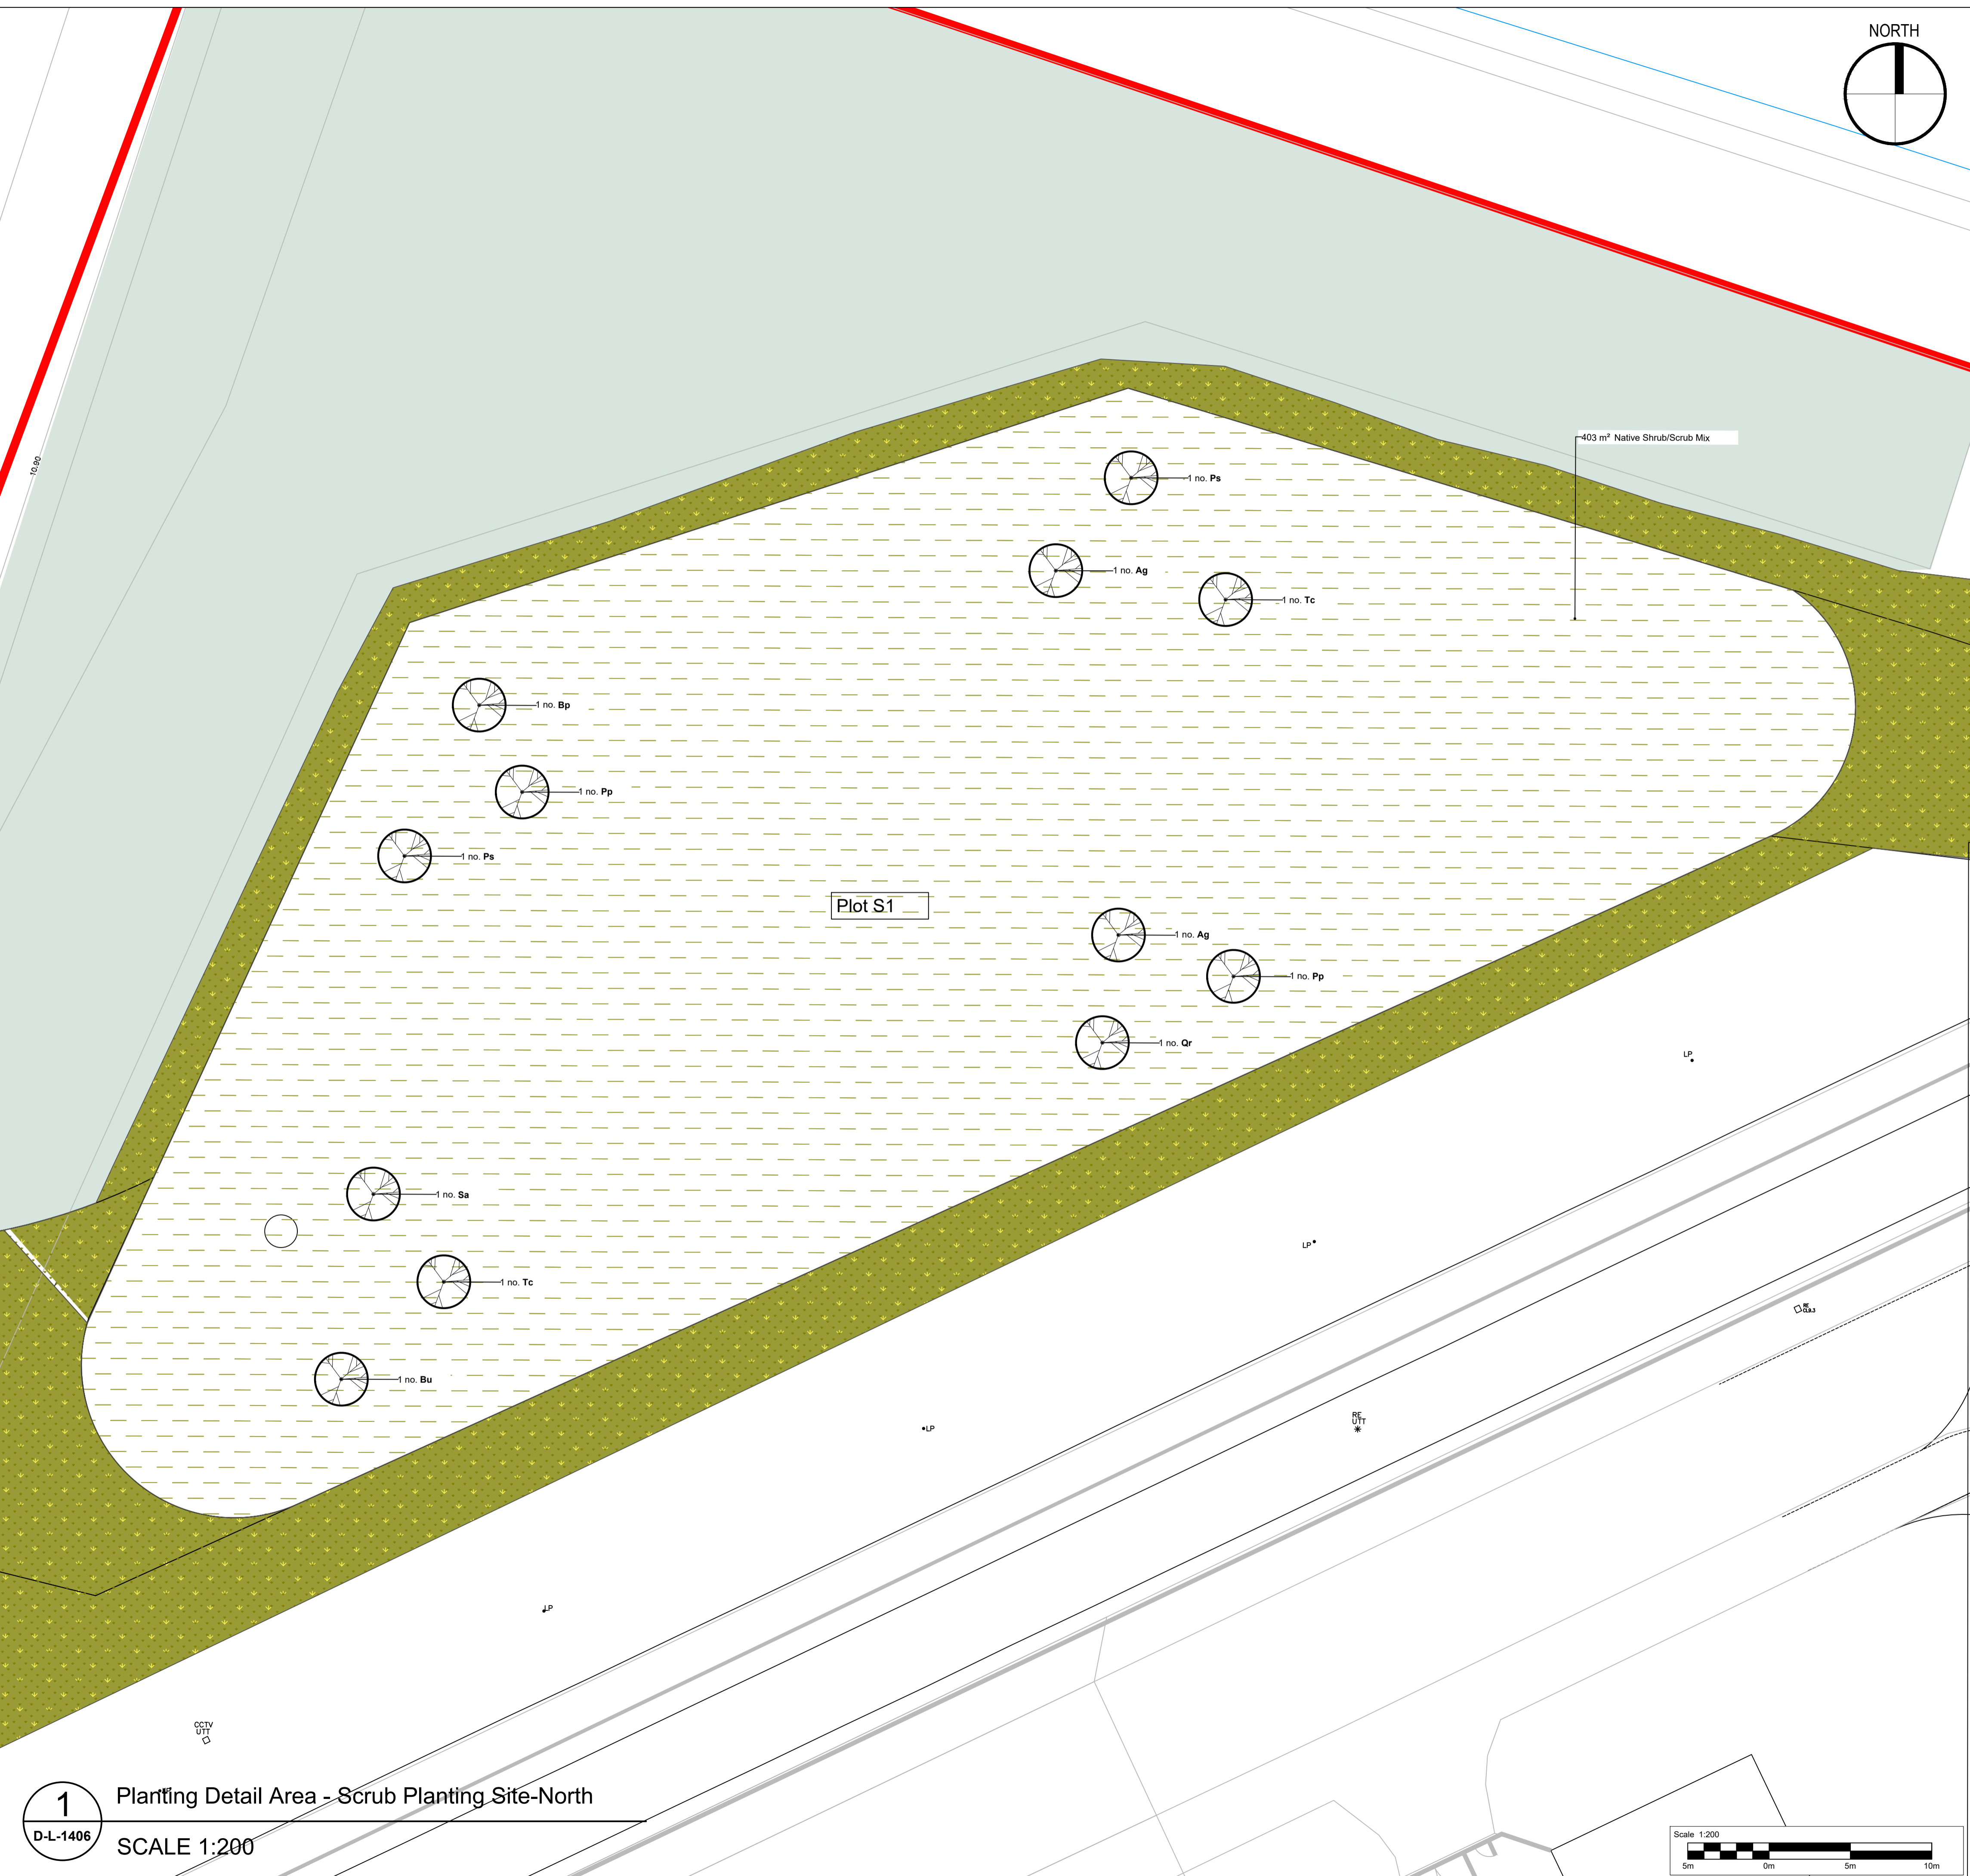 NORTH
10.90
403 m² Native Shrub/Scrub Mix
1 no. Ps
1 no. Ag
1 no. Tc
1 no. Bp
1 no. Pp
1 no. Ps
Plot S1
1 no. Ag
1 no. Pp
1 no. Qr
LP
1 no. Sa
LP
1 no. Tc
1 no. Bu
RE
UTT
LP
LP
CCTV
UTT
LP
1
D-L-1406
Planting Detail Area - Scrub Planting Site-North
SCALE 1:200
Scale 1:200
5m 0m 5m 10m